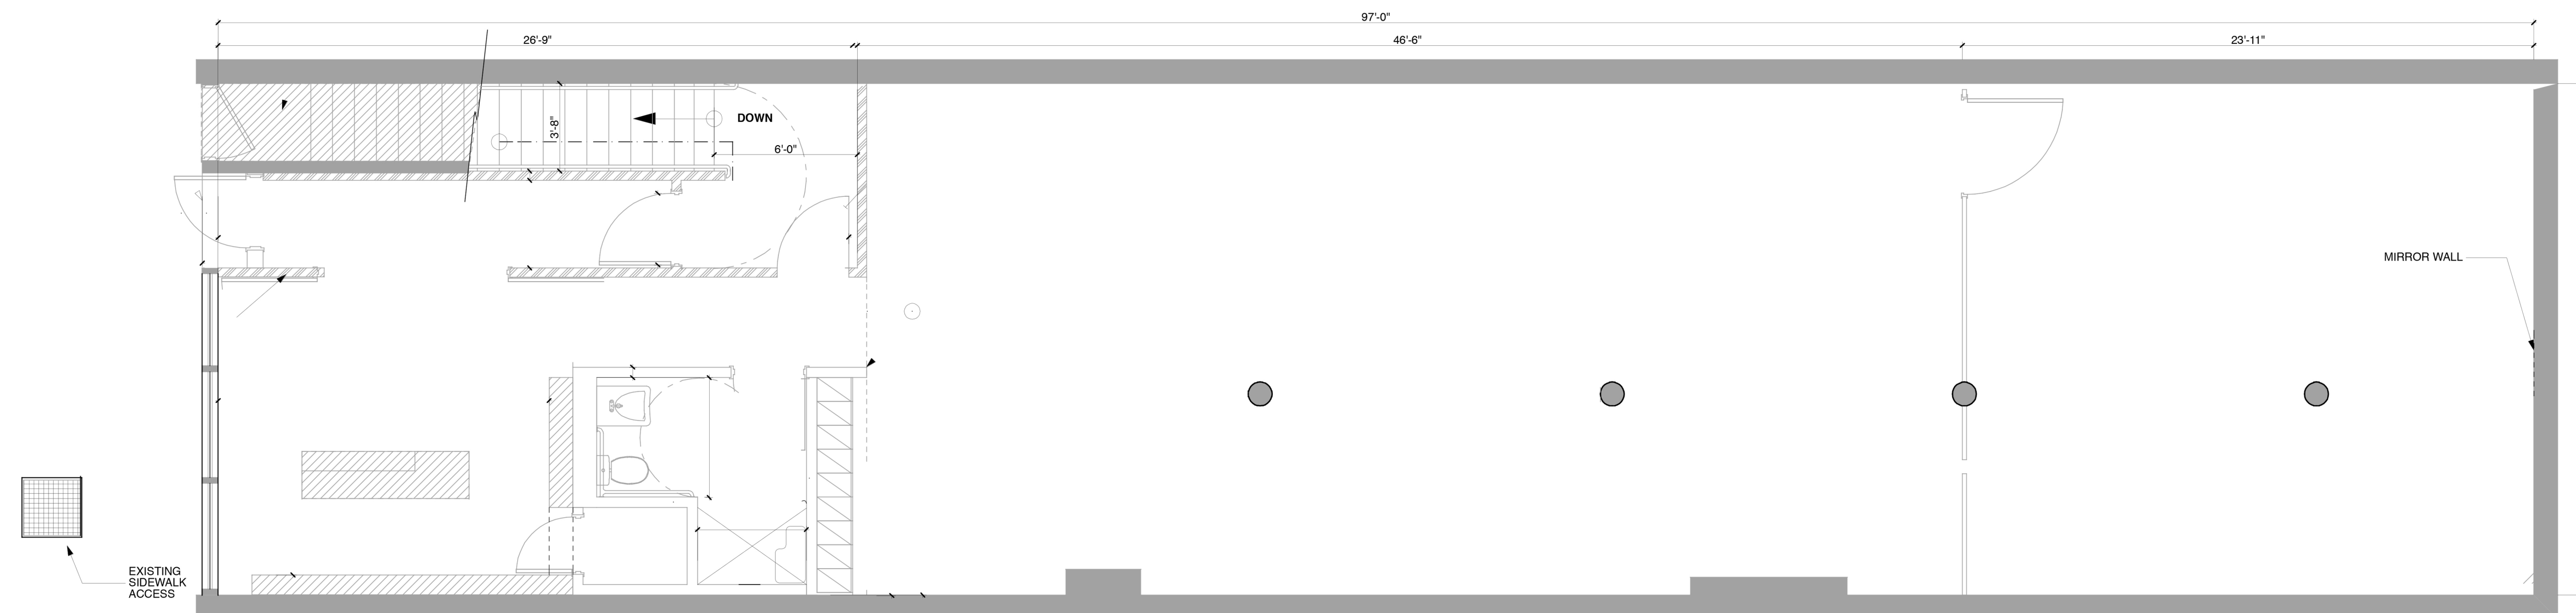 97'-0"
26'-9"
46'-6"
23'-11"
3'-8"
DOWN
6'-0"
MIRROR WALL
EXISTING
SIDEWALK
ACCESS